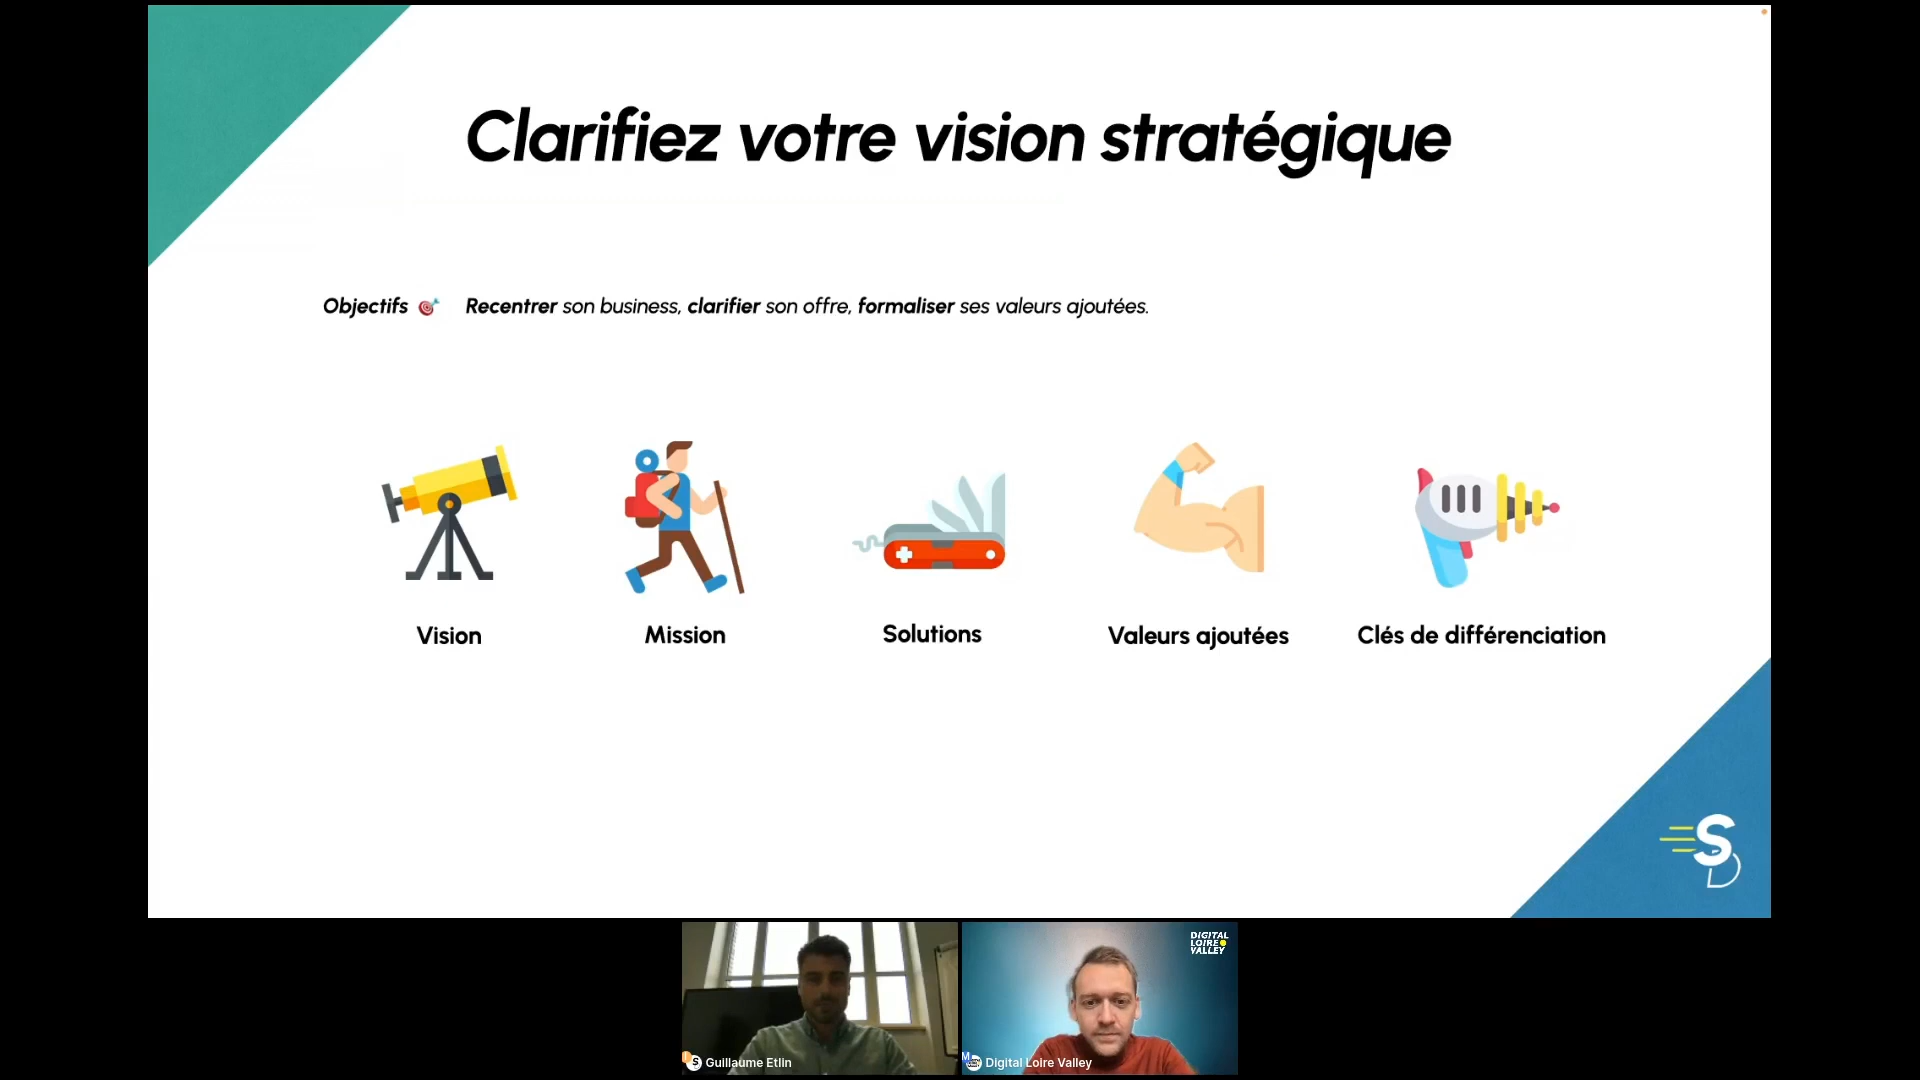 Clarifiez votre vision stratégique
Objectifs 🎯 Recentrer son business, clarifier son offre, formaliser ses valeurs ajoutées.
Vision
Mission
Solutions
Valeurs ajoutées
Clés de différenciation
SD
DIGITAL
LOIRE
VALLEY
S Guillaume Etlin
Digital Loire Valley